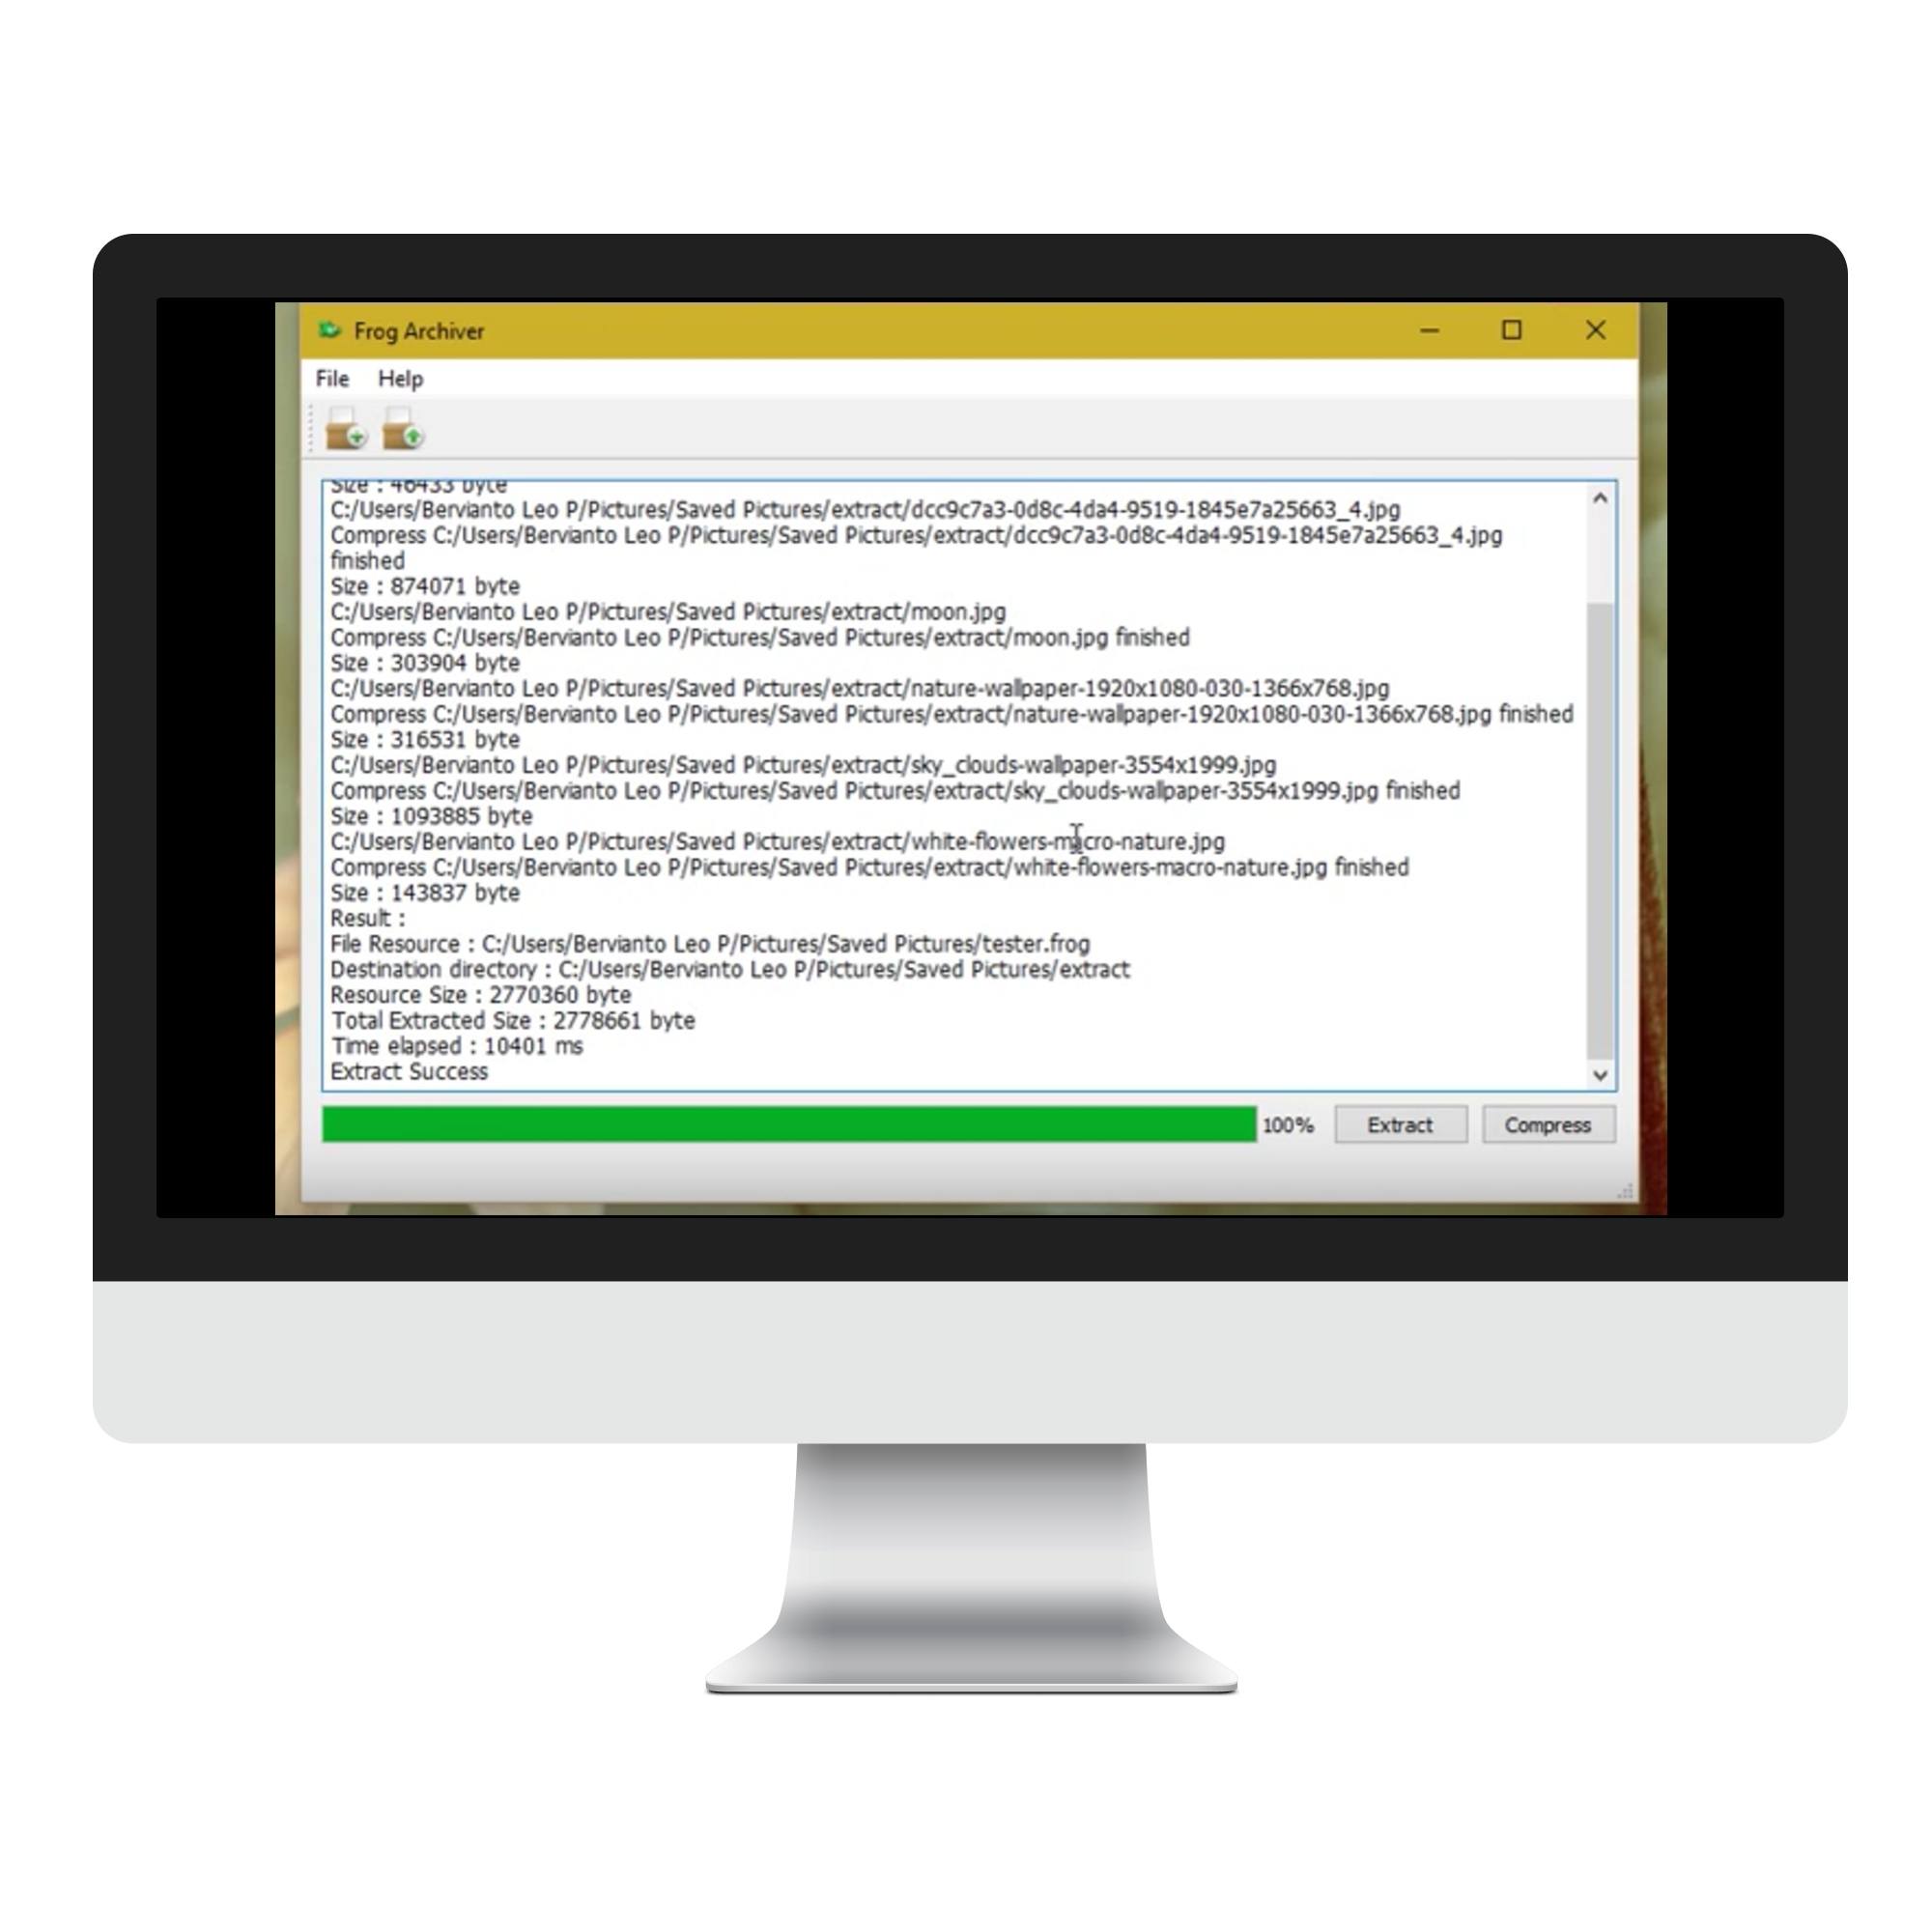 Frog Archiver
File Help
Size : 46433 byte
C:/Users/Bervianto Leo P/Pictures/Saved Pictures/extract/dcc9c7a3-0d8c-4da4-9519-1845e7a25663_4.jpg
Compress C:/Users/Bervianto Leo P/Pictures/Saved Pictures/extract/dcc9c7a3-0d8c-4da4-9519-1845e7a25663_4.jpg
finished
Size : 874071 byte
C:/Users/Bervianto Leo P/Pictures/Saved Pictures/extract/moon.jpg
Compress C:/Users/Bervianto Leo P/Pictures/Saved Pictures/extract/moon.jpg finished
Size : 303904 byte
C:/Users/Bervianto Leo P/Pictures/Saved Pictures/extract/nature-wallpaper-1920x1080-030-1366x768.jpg
Compress C:/Users/Bervianto Leo P/Pictures/Saved Pictures/extract/nature-wallpaper-1920x1080-030-1366x768.jpg finished
Size : 316531 byte
C:/Users/Bervianto Leo P/Pictures/Saved Pictures/extract/sky_clouds-wallpaper-3554x1999.jpg
Compress C:/Users/Bervianto Leo P/Pictures/Saved Pictures/extract/sky_clouds-wallpaper-3554x1999.jpg finished
Size : 1093885 byte
C:/Users/Bervianto Leo P/Pictures/Saved Pictures/extract/white-flowers-macro-nature.jpg
Compress C:/Users/Bervianto Leo P/Pictures/Saved Pictures/extract/white-flowers-macro-nature.jpg finished
Size : 143837 byte
Result :
File Resource : C:/Users/Bervianto Leo P/Pictures/Saved Pictures/tester.frog
Destination directory : C:/Users/Bervianto Leo P/Pictures/Saved Pictures/extract
Resource Size : 2770360 byte
Total Extracted Size : 2778661 byte
Time elapsed : 10401 ms
Extract Success
100% Extract Compress